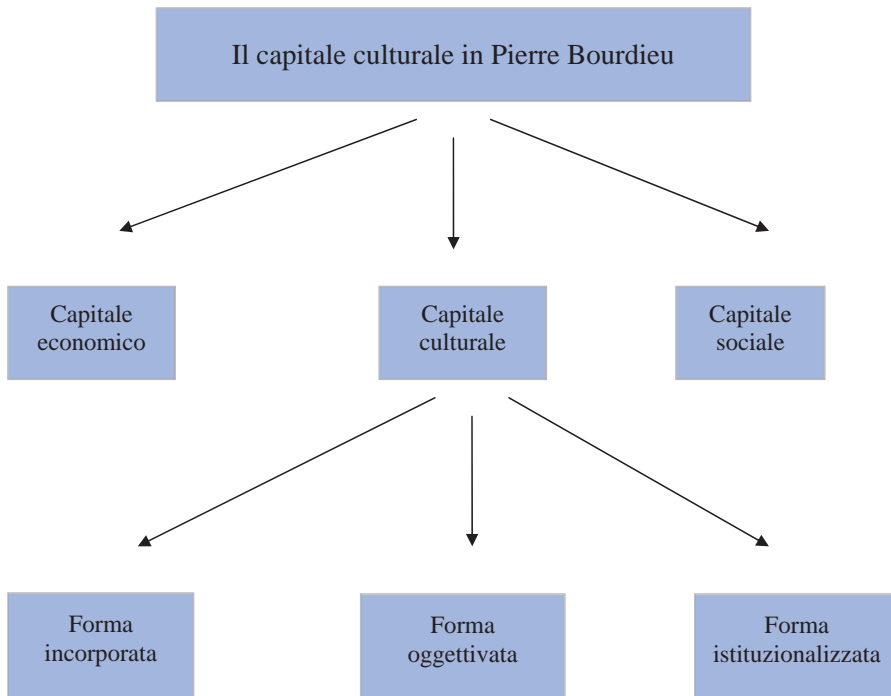 Il capitale culturale in Pierre Bourdieu
Capitale
economico
Capitale
culturale
Capitale
sociale
Forma
incorporata
Forma
oggettivata
Forma
istituzionalizzata